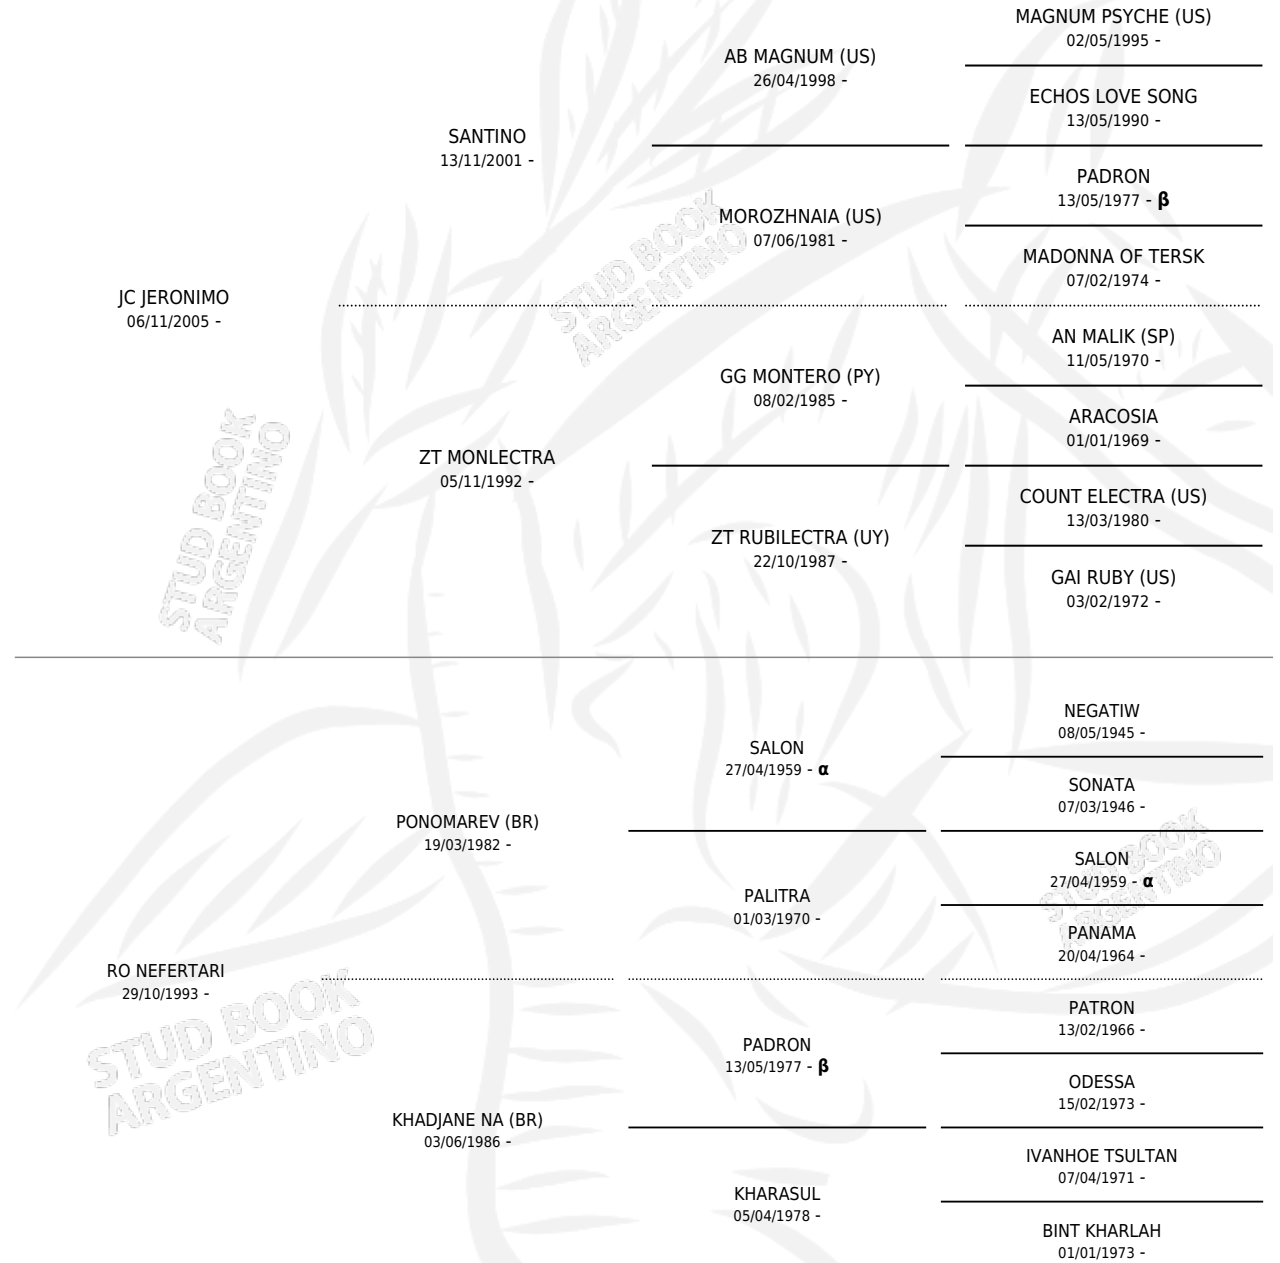 MAGNUM PSYCHE (US)
02/05/1995 -
AB MAGNUM (US)
26/04/1998 -
ECHOS LOVE SONG
13/05/1990 -
SANTINO
13/11/2001 -
PADRON
13/05/1977 - β
MOROZHNAIA (US)
07/06/1981 -
MADONNA OF TERSK
07/02/1974 -
JC JERONIMO
06/11/2005 -
AN MALIK (SP)
11/05/1970 -
GG MONTERO (PY)
08/02/1985 -
ARACOSIA
01/01/1969 -
ZT MONLECTRA
05/11/1992 -
COUNT ELECTRA (US)
13/03/1980 -
ZT RUBILECTRA (UY)
22/10/1987 -
GAI RUBY (US)
03/02/1972 -
NEGATIW
08/05/1945 -
SALON
27/04/1959 - α
SONATA
07/03/1946 -
PONOMAREV (BR)
19/03/1982 -
SALON
27/04/1959 - α
PALITRA
01/03/1970 -
PANAMA
20/04/1964 -
RO NEFERTARI
29/10/1993 -
PATRON
13/02/1966 -
PADRON
13/05/1977 - β
ODESSA
15/02/1973 -
KHADJANE NA (BR)
03/06/1986 -
IVANHOE TSULTAN
07/04/1971 -
KHARASUL
05/04/1978 -
BINT KHARLAH
01/01/1973 -
STUD BOOK
ARGENTINO
STUD BOOK
ARGENTINO
STUD BOOK
ARGENTINO
STUD BOOK
ARGENTINO